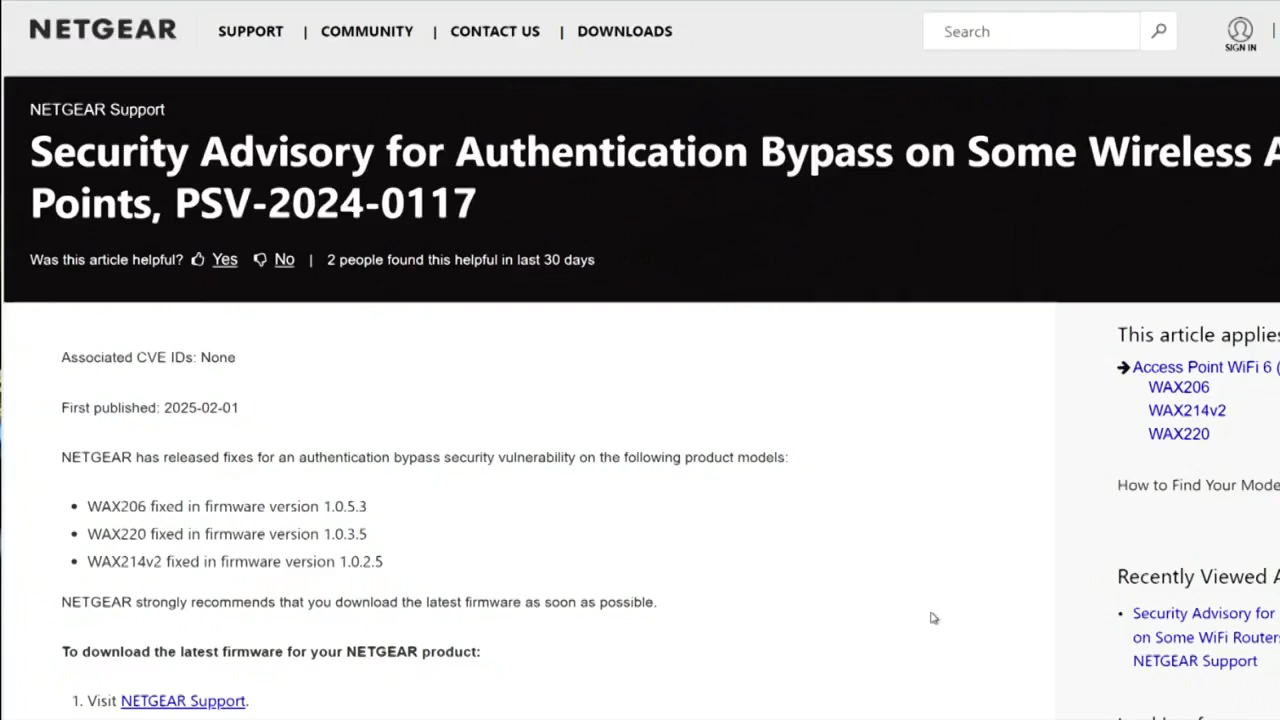 NETGEAR
SUPPORT | COMMUNITY | CONTACT US | DOWNLOADS
Search
SIGN IN
NETGEAR Support
Security Advisory for Authentication Bypass on Some Wireless
Points, PSV-2024-0117
Was this article helpful? Yes No | 2 people found this helpful in last 30 days
Associated CVE IDs: None
First published: 2025-02-01
NETGEAR has released fixes for an authentication bypass security vulnerability on the following product models:
• WAX206 fixed in firmware version 1.0.5.3
• WAX220 fixed in firmware version 1.0.3.5
• WAX214v2 fixed in firmware version 1.0.2.5
NETGEAR strongly recommends that you download the latest firmware as soon as possible.
To download the latest firmware for your NETGEAR product:
1. Visit NETGEAR Support.
This article applies
Access Point WiFi 6 (
WAX206
WAX214v2
WAX220
How to Find Your Mode
Recently Viewed A
• Security Advisory for
on Some WiFi Routers
NETGEAR Support